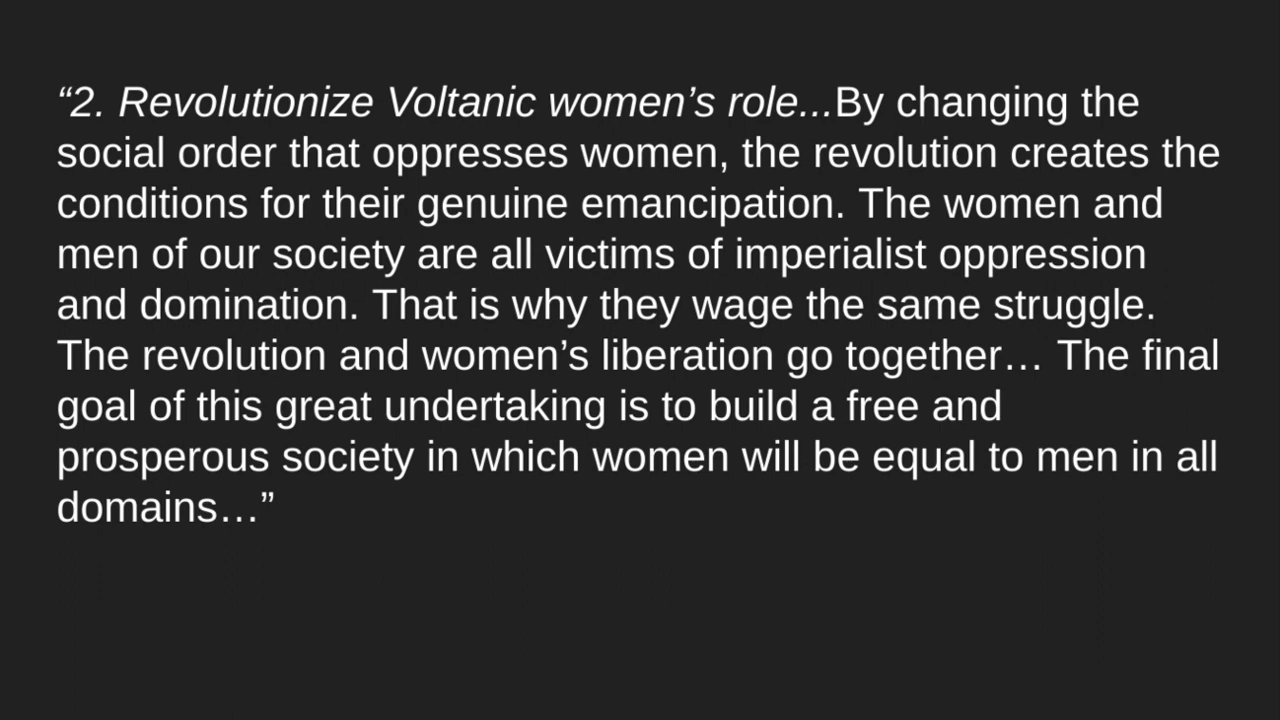 “2. Revolutionize Voltanic women’s role...By changing the
social order that oppresses women, the revolution creates the
conditions for their genuine emancipation. The women and
men of our society are all victims of imperialist oppression
and domination. That is why they wage the same struggle.
The revolution and women’s liberation go together… The final
goal of this great undertaking is to build a free and
prosperous society in which women will be equal to men in all
domains…”